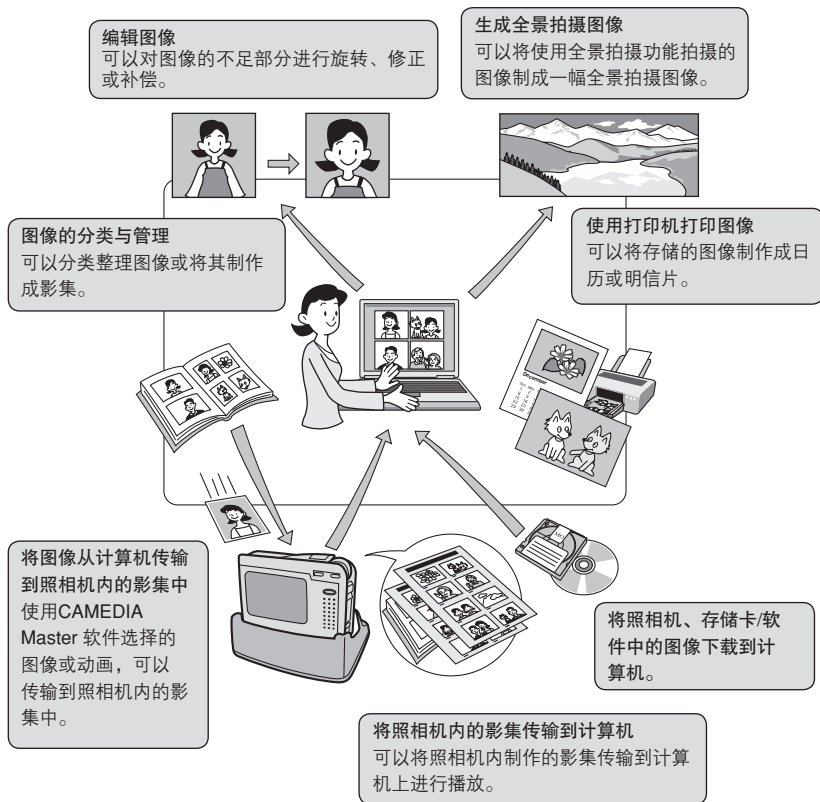 编辑图像
可以对图像的不足部分进行旋转、修正
或补偿。
生成全景拍摄图像
可以将使用全景拍摄功能拍摄的
图像制成一幅全景拍摄图像。
图像的分类与管理
可以分类整理图像或将其制作
成影集。
使用打印机打印图像
可以将存储的图像制作成日
历或明信片。
December
将图像从计算机传输
到照相机内的影集中
使用CAMEDIA
Master 软件选择的
图像或动画，可以
传输到照相机内的影
集中。
将照相机、存储卡/软
件中的图像下载到计
算机。
将照相机内的影集传输到计算机
可以将照相机内制作的影集传输到计算
机上进行播放。